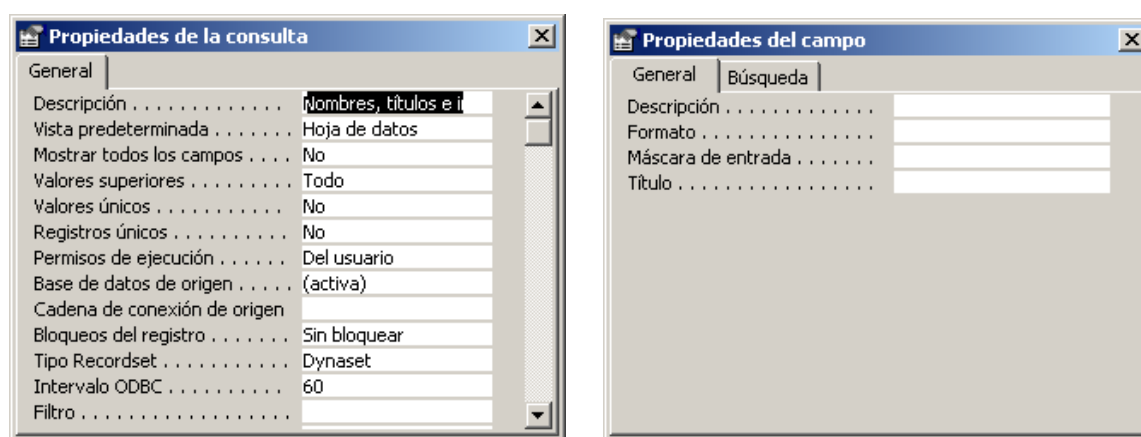 Propiedades de la consulta
General
Descripción . . . . . . . . . . . . . Nombres, títulos e i
Vista predeterminada . . . . . . . Hoja de datos
Mostrar todos los campos . . . . No
Valores superiores . . . . . . . . . Todo
Valores únicos . . . . . . . . . . . No
Registros únicos . . . . . . . . . . No
Permisos de ejecución . . . . . . Del usuario
Base de datos de origen . . . . . (activa)
Cadena de conexión de origen
Bloqueos del registro . . . . . . . Sin bloquear
Tipo Recordset . . . . . . . . . . . Dynaset
Intervalo ODBC . . . . . . . . . . 60
Filtro . . . . . . . . . . . . . . . . . .
Propiedades del campo
General Búsqueda
Descripción . . . . . . . . . . . . .
Formato . . . . . . . . . . . . . . .
Máscara de entrada . . . . . . .
Título . . . . . . . . . . . . . . . . .